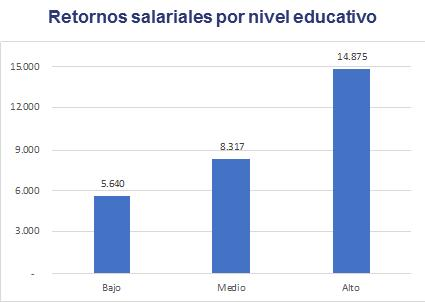 Retornos salariales por nivel educativo
15.000
12.000
9.000
6.000
3.000
-
5.640
8.317
14.875
Bajo
Medio
Alto